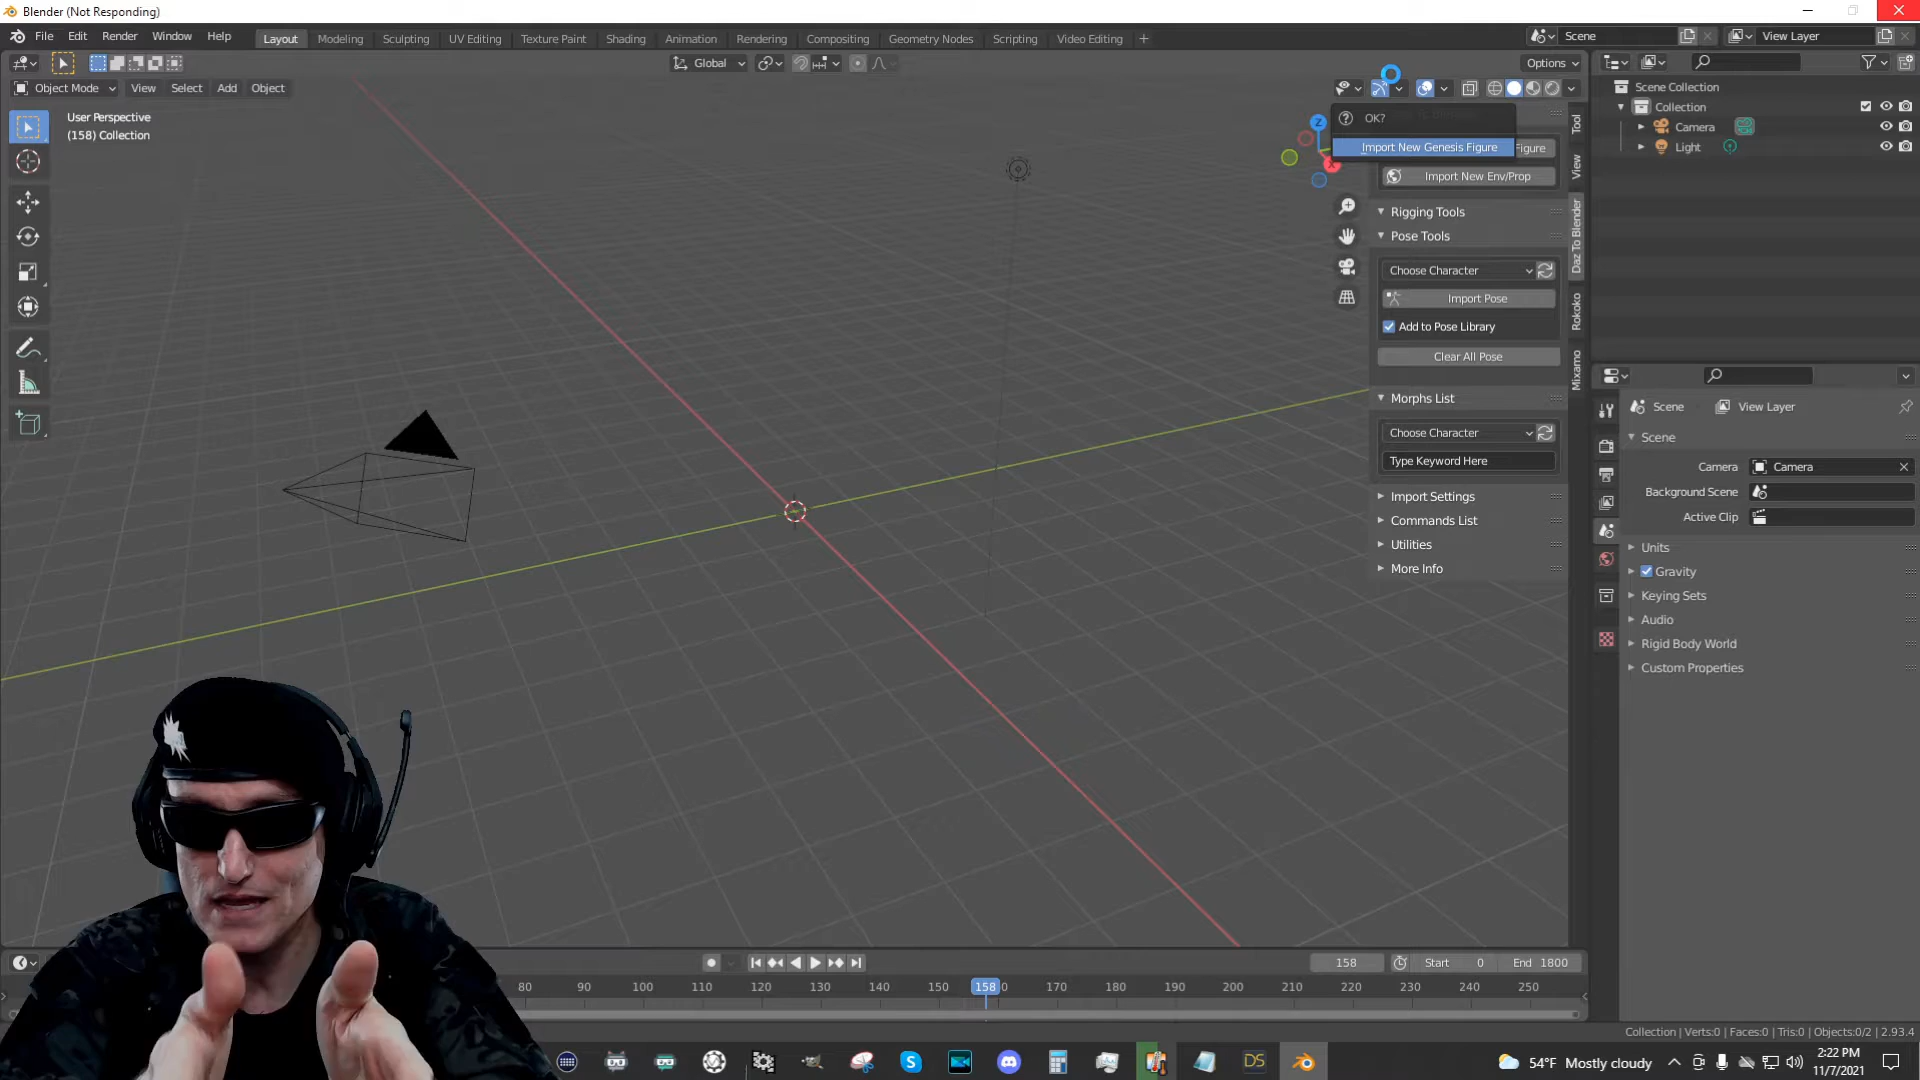 Blender (Not Responding)
File Edit Render Window Help
Layout Modeling Sculpting UV Editing Texture Paint Shading Animation Rendering Compositing Geometry Nodes Scripting Video Editing +
Scene
View Layer
Global
Options
Object Mode View Select Add Object
User Perspective
(158) Collection
Z
X
OK?
Import New Genesis Figure
Figure
Import New Env/Prop
Rigging Tools
Pose Tools
Choose Character
Import Pose
Add to Pose Library
Clear All Pose
Morphs List
Choose Character
Type Keyword Here
Import Settings
Commands List
Utilities
More Info
Tool
View
Daz To Blender
Rokoko
Mixamo
Scene Collection
Collection
Camera
Light
Scene View Layer
Scene
Camera Camera
Background Scene
Active Clip
Units
Gravity
Keying Sets
Audio
Rigid Body World
Custom Properties
158 Start 0 End 1800
80 90 100 110 120 130 140 150 158 0 170 180 190 200 210 220 230 240 250
Collection | Verts:0 | Faces:0 | Tris:0 | Objects:0/2 | 2.93.4
DS
54°F Mostly cloudy
2:22 PM
11/7/2021